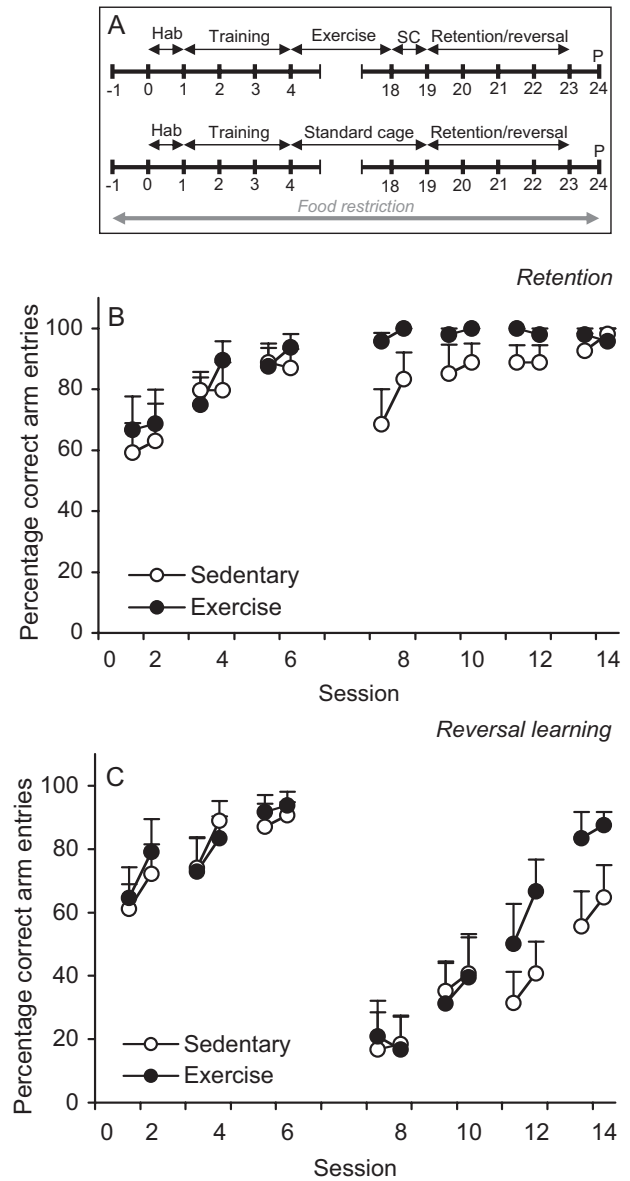 A
Hab Training Exercise SC Retention/reversal
P
-1 0 1 2 3 4 18 19 20 21 22 23 24
Hab Training Standard cage Retention/reversal
P
-1 0 1 2 3 4 18 19 20 21 22 23 24
Food restriction
Retention
B
Percentage correct arm entries
100
80
60
40
20
0
Sedentary
Exercise
0 2 4 6 8 10 12 14
Session
Reversal learning
C
Percentage correct arm entries
100
80
60
40
20
0
Sedentary
Exercise
0 2 4 6 8 10 12 14
Session